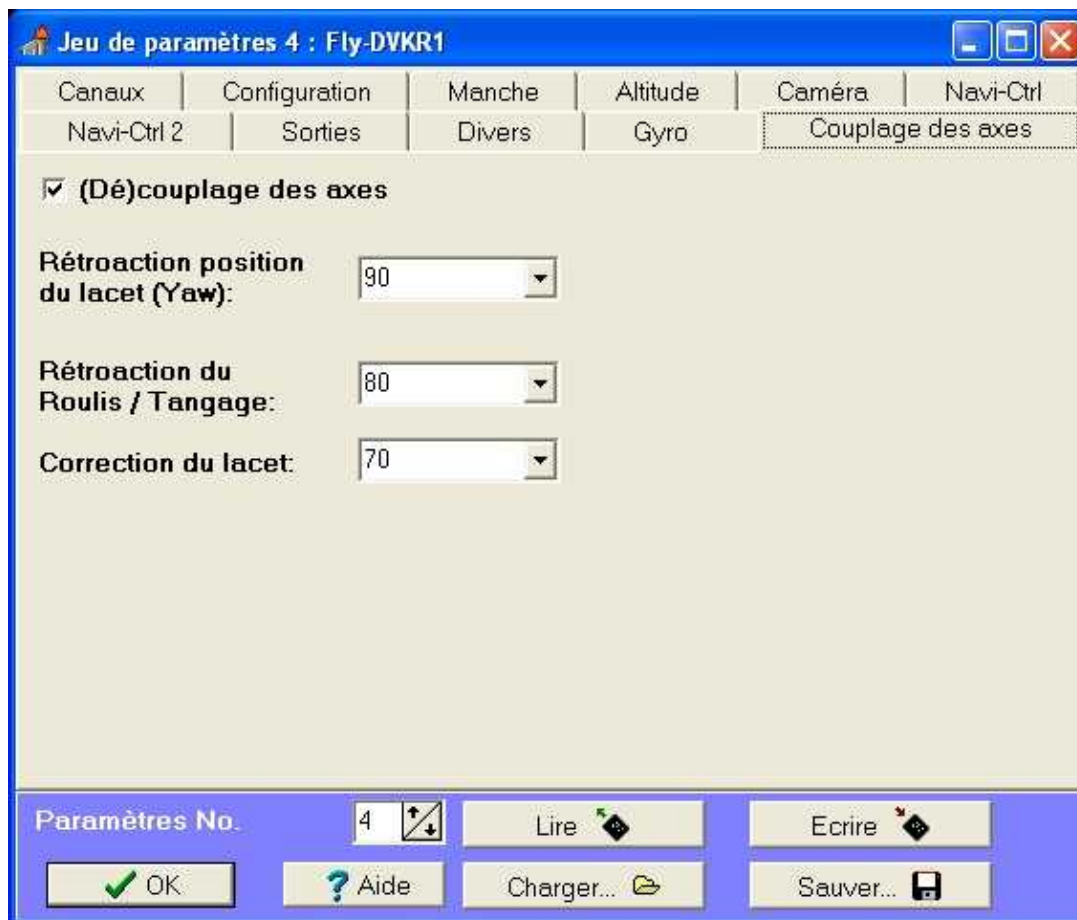 Jeu de paramètres 4 : Fly-DVKR1
Canaux Configuration Manche Altitude Caméra Navi-Ctrl
Navi-Ctrl 2 Sorties Divers Gyro Couplage des axes
(Dé)couplage des axes
Rétroaction position
du lacet (Yaw):
90
Rétroaction du
Roulis / Tangage:
80
Correction du lacet: 70
Paramètres No. 4 Lire Ecrire
OK Aide Charger... Sauver...